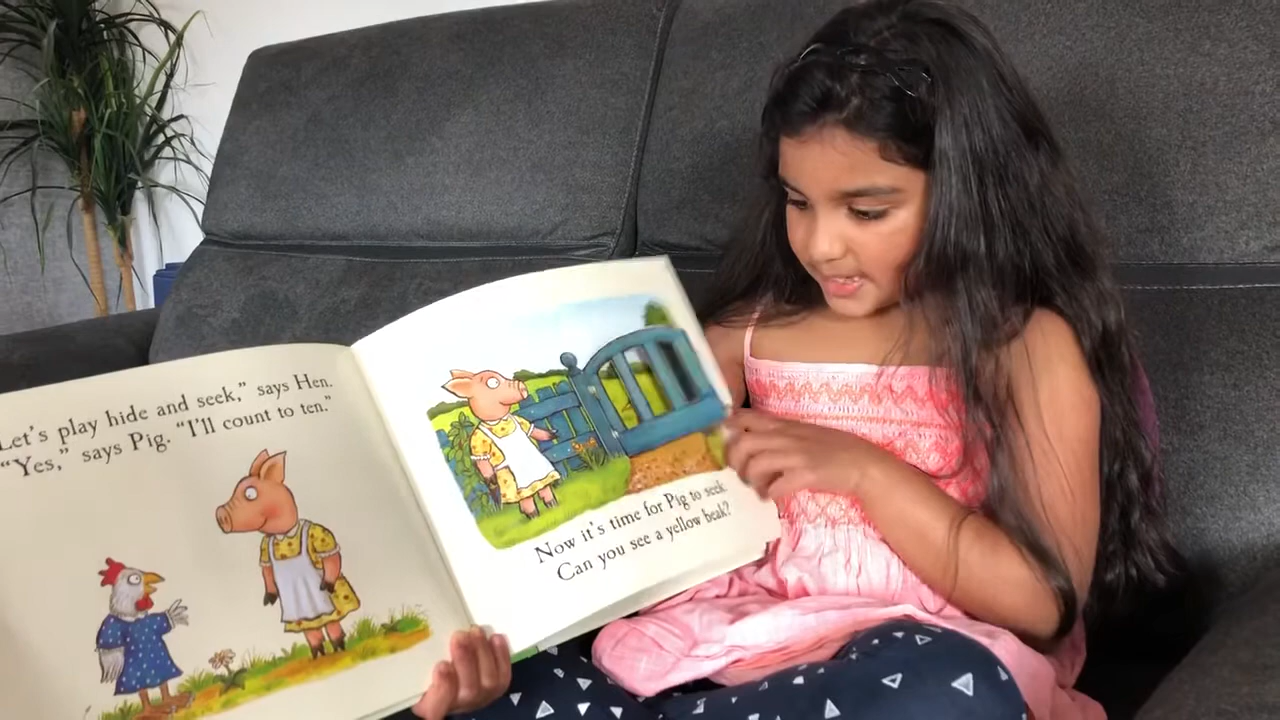 Let's play hide and seek," says Hen.
"Yes," says Pig. "I'll count to ten."
Now it's time for Pig to seek.
Can you see a yellow beak?